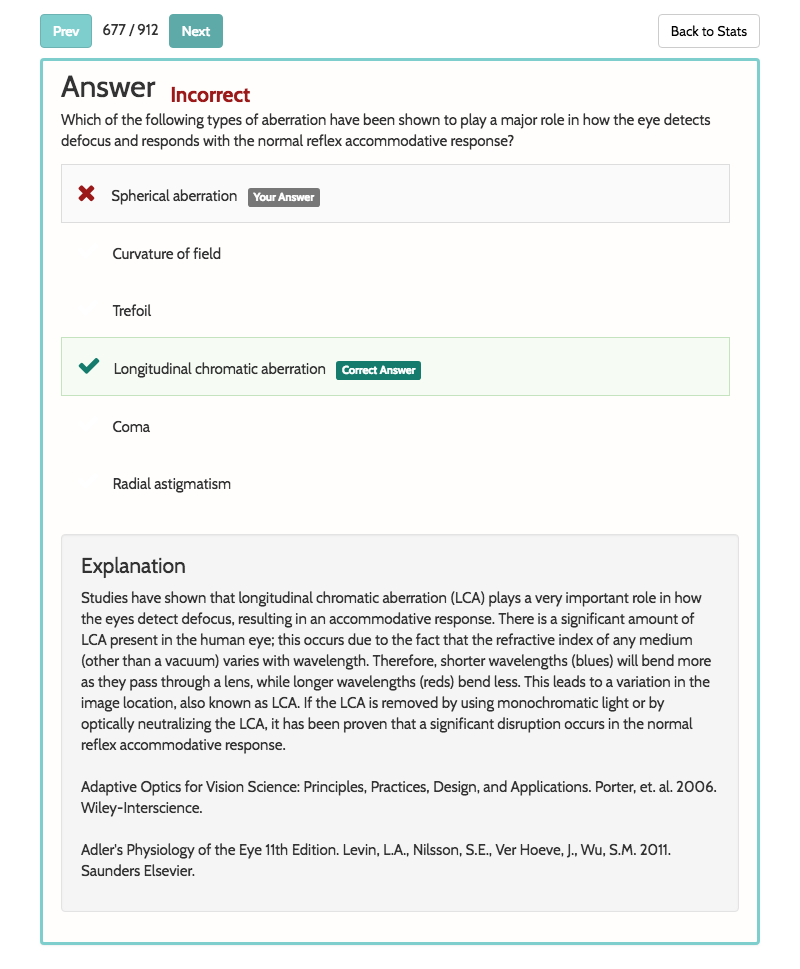 Prev 677 / 912 Next Back to Stats
Answer Incorrect
Which of the following types of aberration have been shown to play a major role in how the eye detects
defocus and responds with the normal reflex accommodative response?
Spherical aberration Your Answer
Curvature of field
Trefoil
Longitudinal chromatic aberration Correct Answer
Coma
Radial astigmatism
Explanation
Studies have shown that longitudinal chromatic aberration (LCA) plays a very important role in how
the eyes detect defocus, resulting in an accommodative response. There is a significant amount of
LCA present in the human eye; this occurs due to the fact that the refractive index of any medium
(other than a vacuum) varies with wavelength. Therefore, shorter wavelengths (blues) will bend more
as they pass through a lens, while longer wavelengths (reds) bend less. This leads to a variation in the
image location, also known as LCA. If the LCA is removed by using monochromatic light or by
optically neutralizing the LCA, it has been proven that a significant disruption occurs in the normal
reflex accommodative response.
Adaptive Optics for Vision Science: Principles, Practices, Design, and Applications. Porter, et. al. 2006.
Wiley-Interscience.
Adler's Physiology of the Eye 11th Edition. Levin, L.A., Nilsson, S.E., Ver Hoeve, J., Wu, S.M. 2011.
Saunders Elsevier.